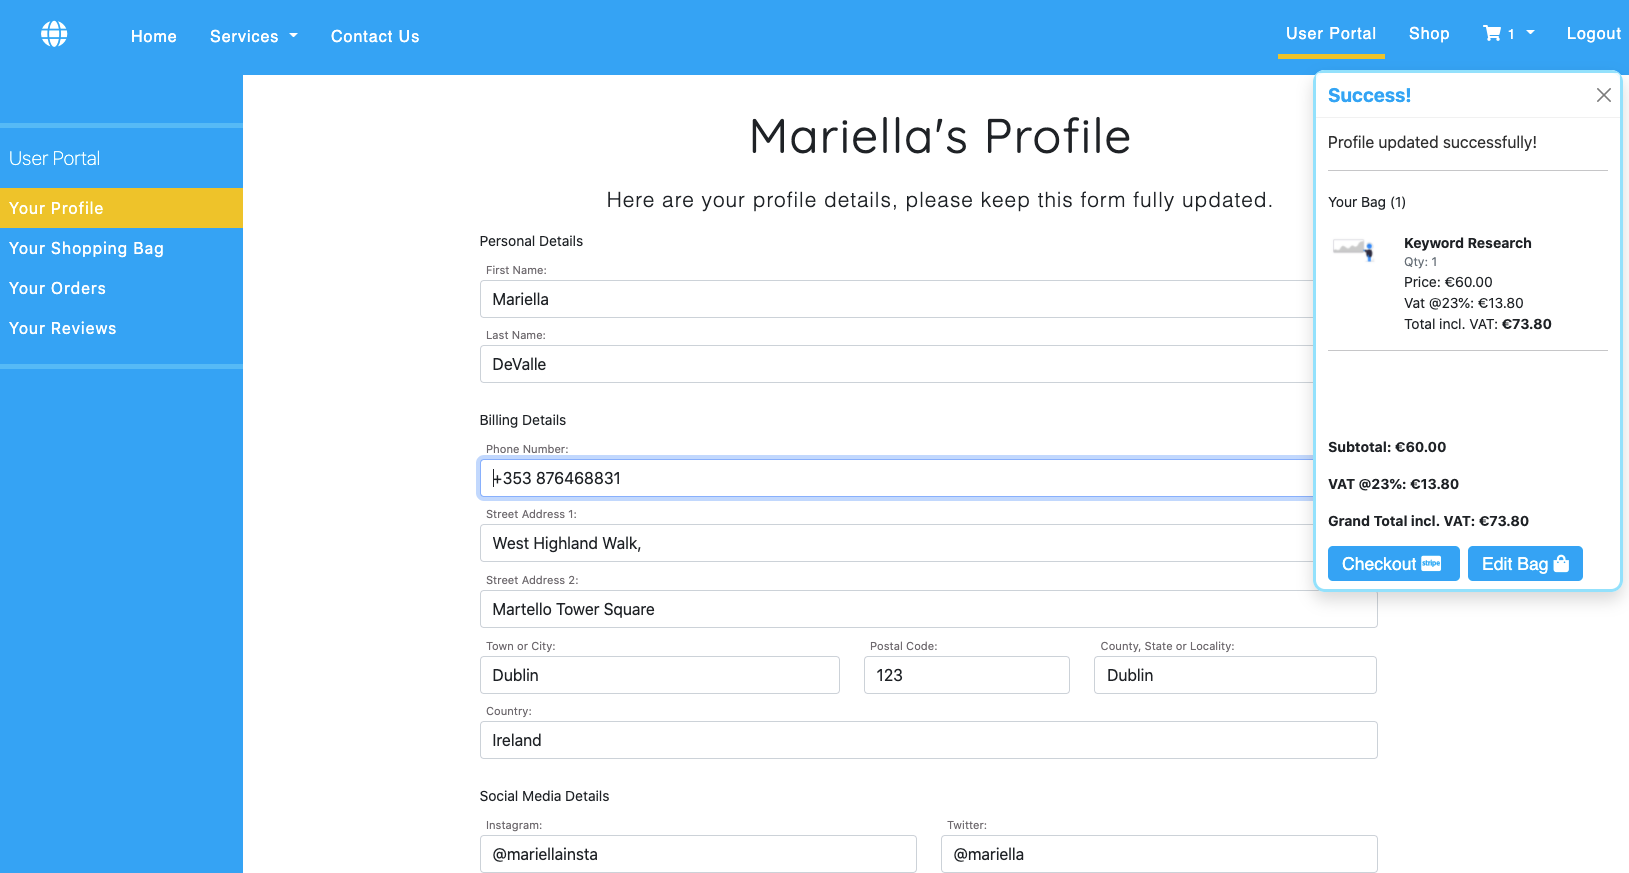 Home
Services
Contact Us
User Portal
Shop
1
Logout
User Portal
Your Profile
Your Shopping Bag
Your Orders
Your Reviews
Mariella's Profile
Here are your profile details, please keep this form fully updated.
Personal Details
First Name:
Mariella
Last Name:
DeValle
Billing Details
Phone Number:
+353 876468831
Street Address 1:
West Highland Walk,
Street Address 2:
Martello Tower Square
Town or City:
Dublin
Postal Code:
123
County, State or Locality:
Dublin
Country:
Ireland
Social Media Details
Instagram:
@mariellainsta
Twitter:
@mariella
Success!
Profile updated successfully!
Your Bag (1)
Keyword Research
Qty: 1
Price: €60.00
Vat @23%: €13.80
Total incl. VAT: €73.80
Subtotal: €60.00
VAT @23%: €13.80
Grand Total incl. VAT: €73.80
Checkout stripe
Edit Bag